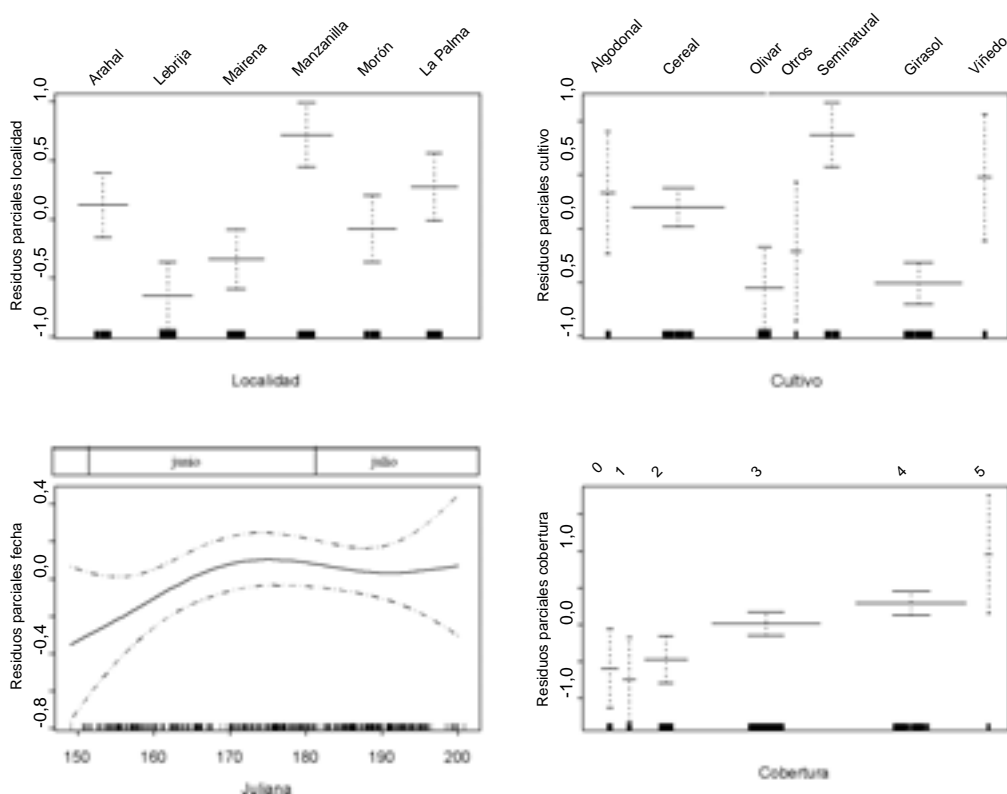 Arahal
Lebrija
Mairena
Manzanilla
Morón
La Palma
Residuos parciales localidad
1,0
0,5
0,0
-0,5
-1,0
Localidad
Algodonal
Cereal
Olivar
Otros
Seminatural
Girasol
Viñedo
Residuos parciales cultivo
1,0
0,5
0,0
0,5
-1,0
Cultivo
junio
julio
Residuos parciales fecha
0,4
0,0
-0,4
-0,8
150
160
170
180
190
200
Juliana
0
1
2
3
4
5
Residuos parciales cobertura
1,0
0,0
-1,0
Cobertura